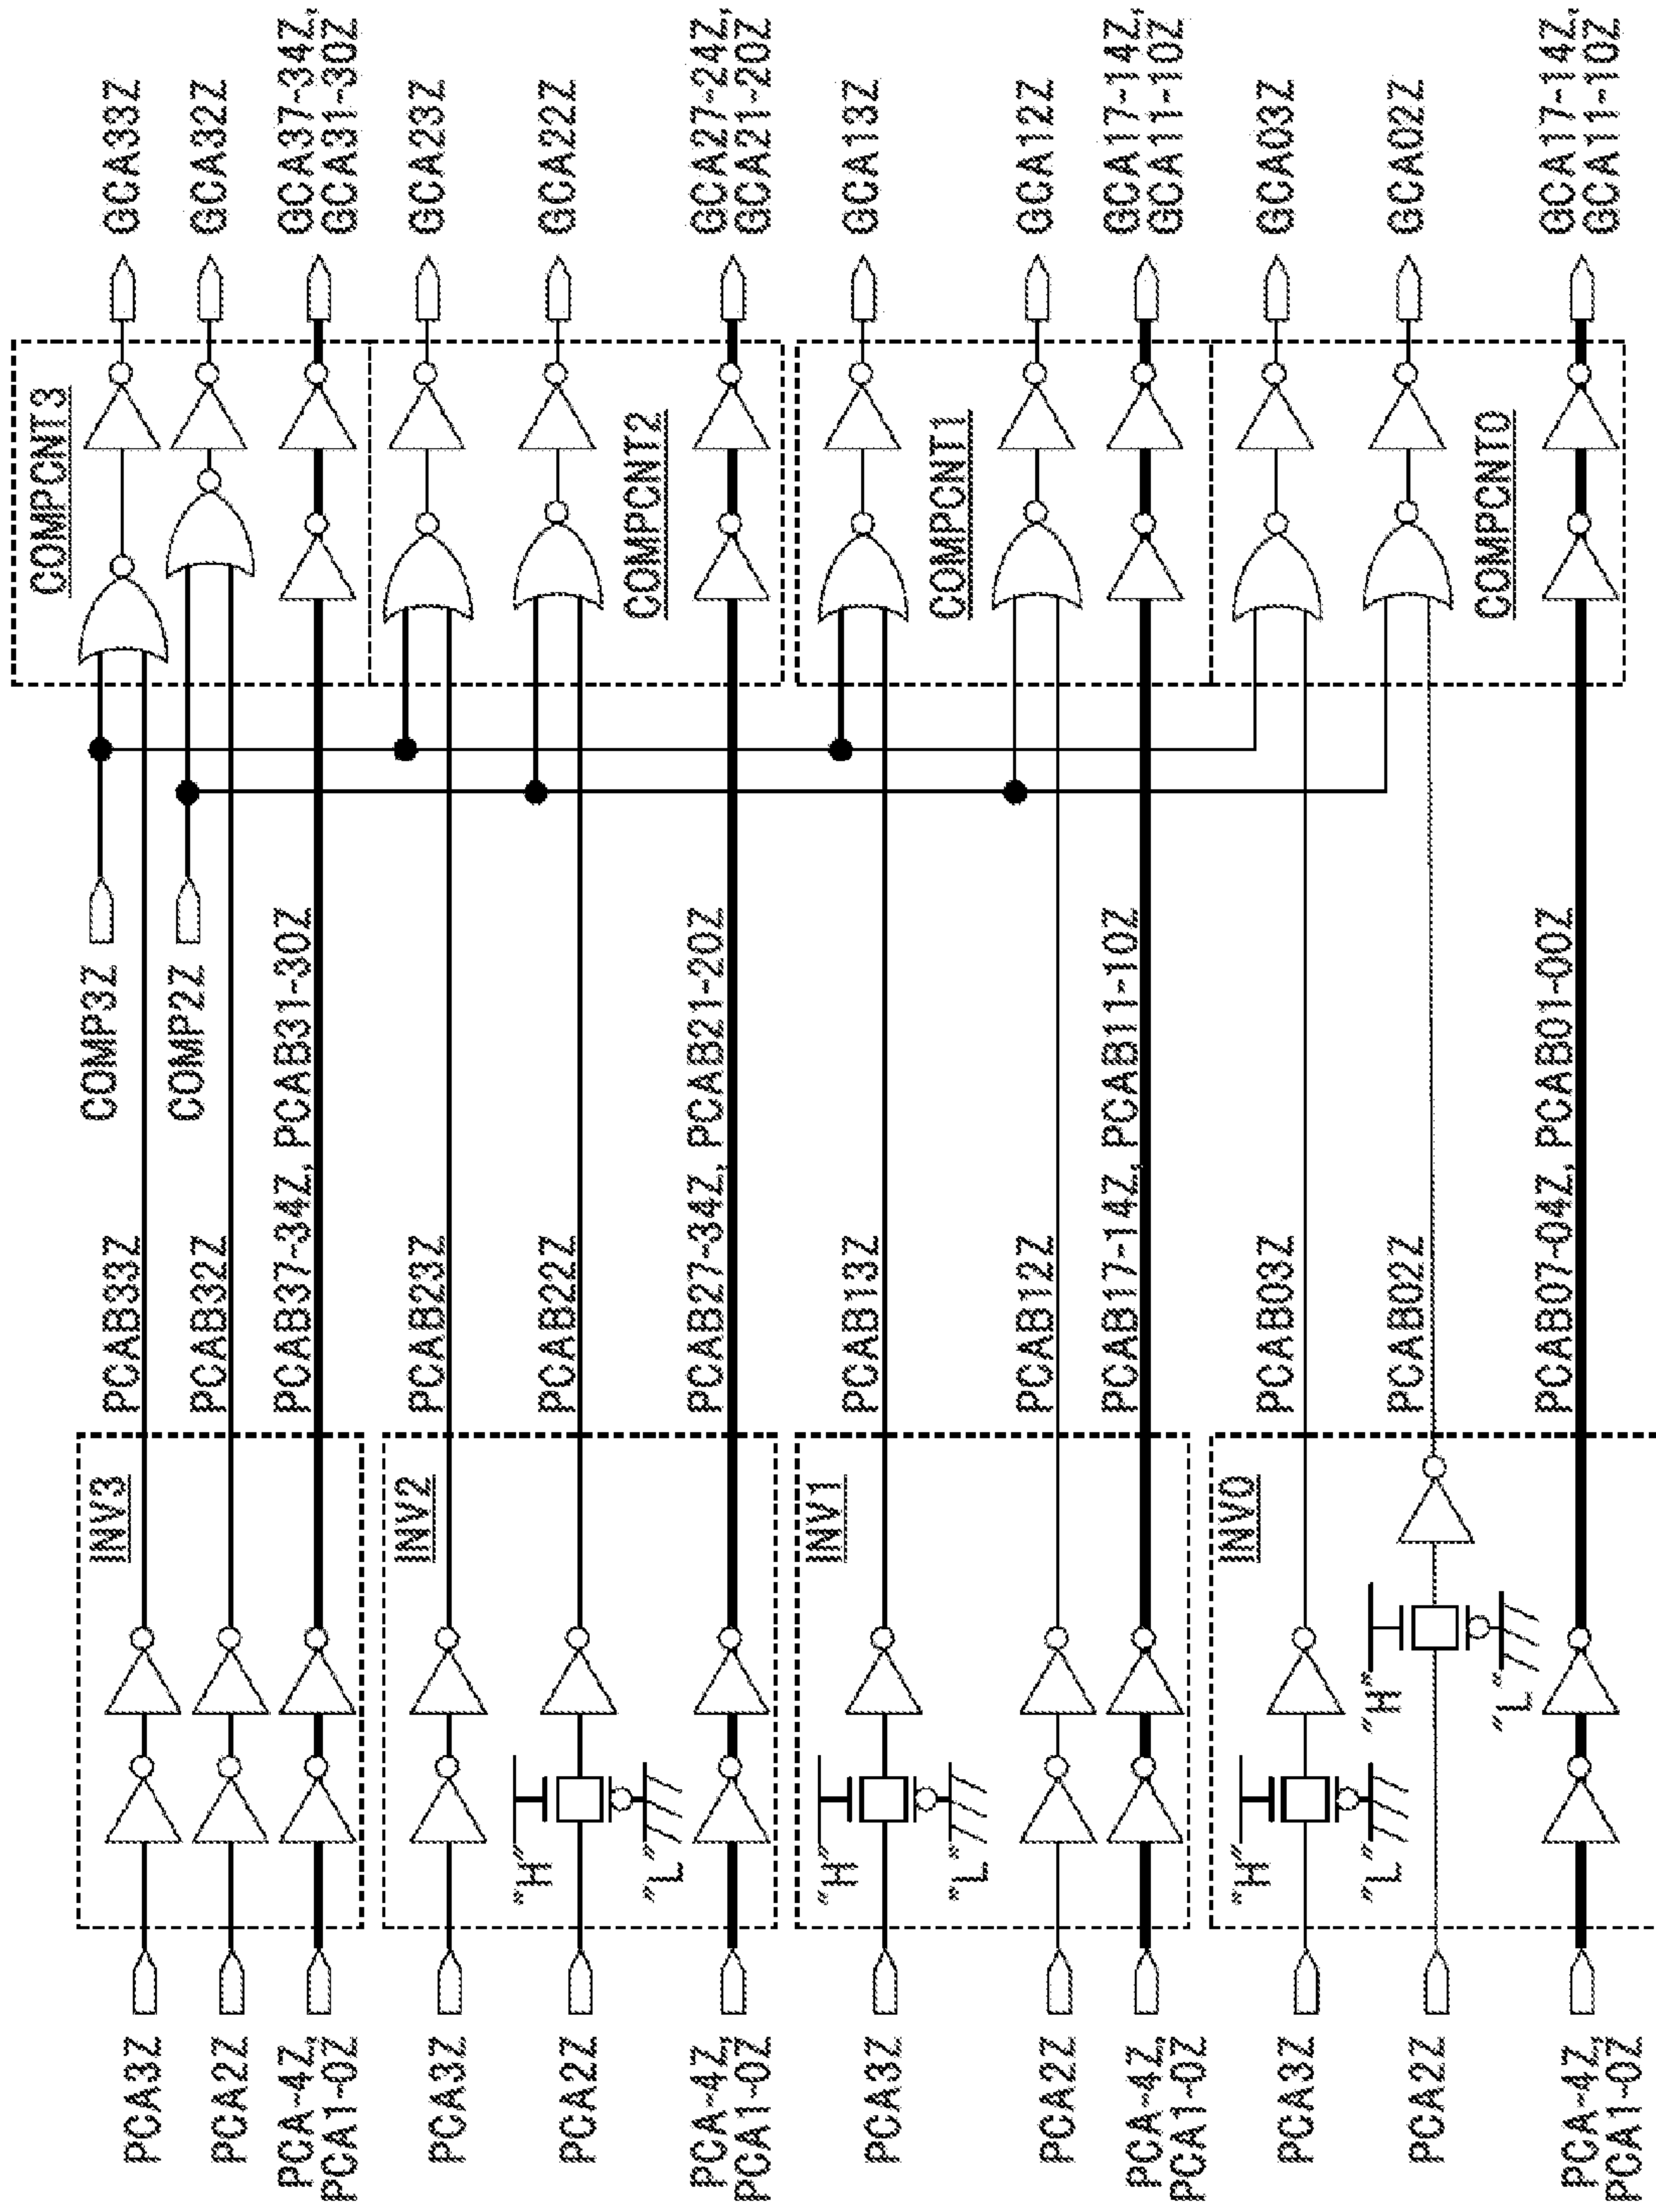 PCA3Z
INV3
PCAB33Z
COMP3Z
COMPCNT3
GCA33Z
PCA2Z
PCAB32Z
COMP2Z
GCA32Z
PCA-4Z,
PCA1-0Z
PCAB37-34Z, PCAB31-30Z
GCA37-34Z,
GCA31-30Z
PCA3Z
INV2
PCAB23Z
GCA23Z
PCA2Z
"H"
"L"
PCAB22Z
GCA22Z
COMPCNT2
PCA-4Z,
PCA1-0Z
PCAB27-34Z, PCAB21-20Z
GCA27-24Z,
GCA21-20Z
PCA3Z
"H"
"L"
INV1
PCAB13Z
GCA13Z
COMPCNT1
PCA2Z
PCAB12Z
GCA12Z
PCA-4Z,
PCA1-0Z
PCAB17-14Z, PCAB11-10Z
GCA17-14Z,
GCA11-10Z
PCA3Z
"H"
"L"
INV0
PCAB03Z
GCA03Z
PCA2Z
"H"
"L"
PCAB02Z
GCA02Z
COMPCNT0
PCA-4Z,
PCA1-0Z
PCAB07-04Z, PCAB01-00Z
GCA17-14Z,
GCA11-10Z